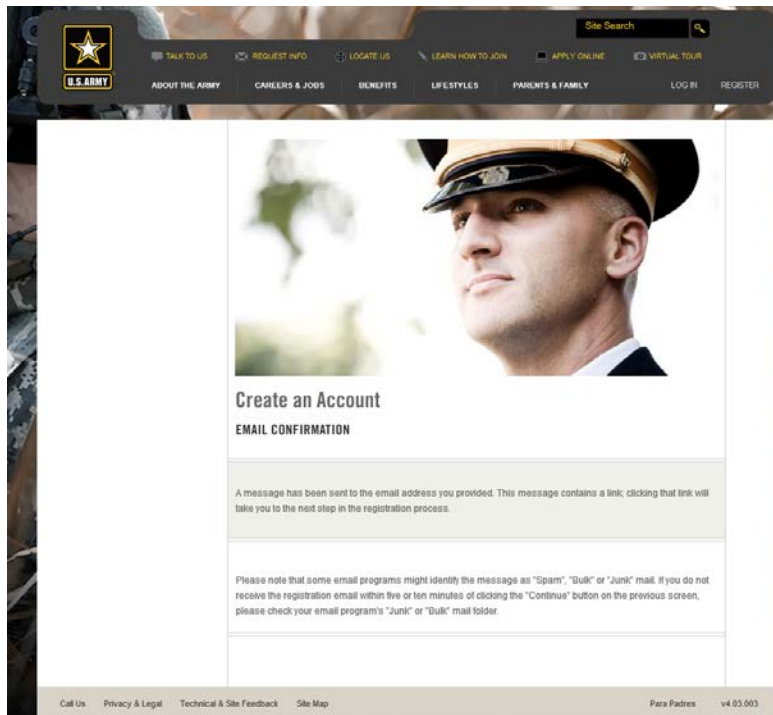 Site Search
TALK TO US REQUEST INFO LOCATE US LEARN HOW TO JOIN APPLY ONLINE VIRTUAL TOUR
U.S.ARMY
ABOUT THE ARMY CAREERS & JOBS BENEFITS LIFESTYLES PARENTS & FAMILY LOG IN REGISTER
Create an Account
EMAIL CONFIRMATION
A message has been sent to the email address you provided. This message contains a link; clicking that link will
take you to the next step in the registration process.
Please note that some email programs might identify the message as "Spam", "Bulk" or "Junk" mail. If you do not
receive the registration email within five or ten minutes of clicking the "Continue" button on the previous screen,
please check your email program's "Junk" or "Bulk" mail folder.
Call Us Privacy & Legal Technical & Site Feedback Site Map Para Padres v4.03.003